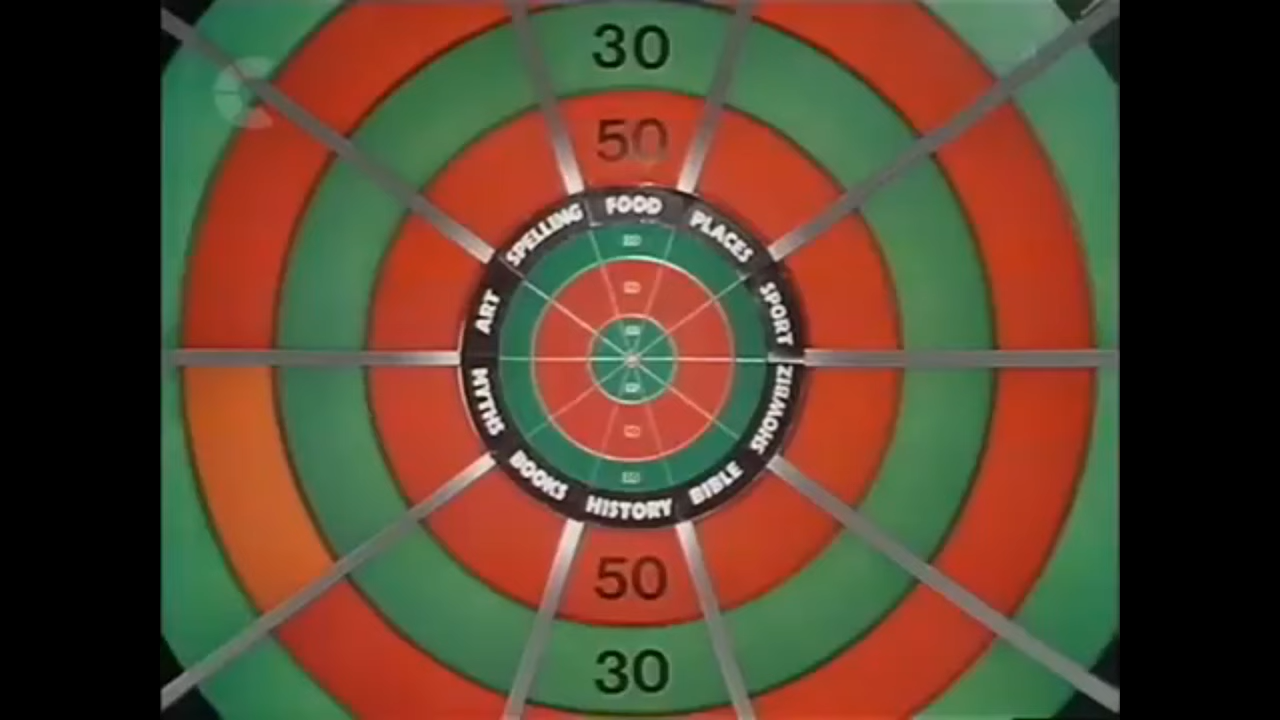 30
50
FOOD
PLACES
SPORT
SHOWBIZ
BIBLE
HISTORY
BOOKS
MYTHS
ART
SPELLING
50
30